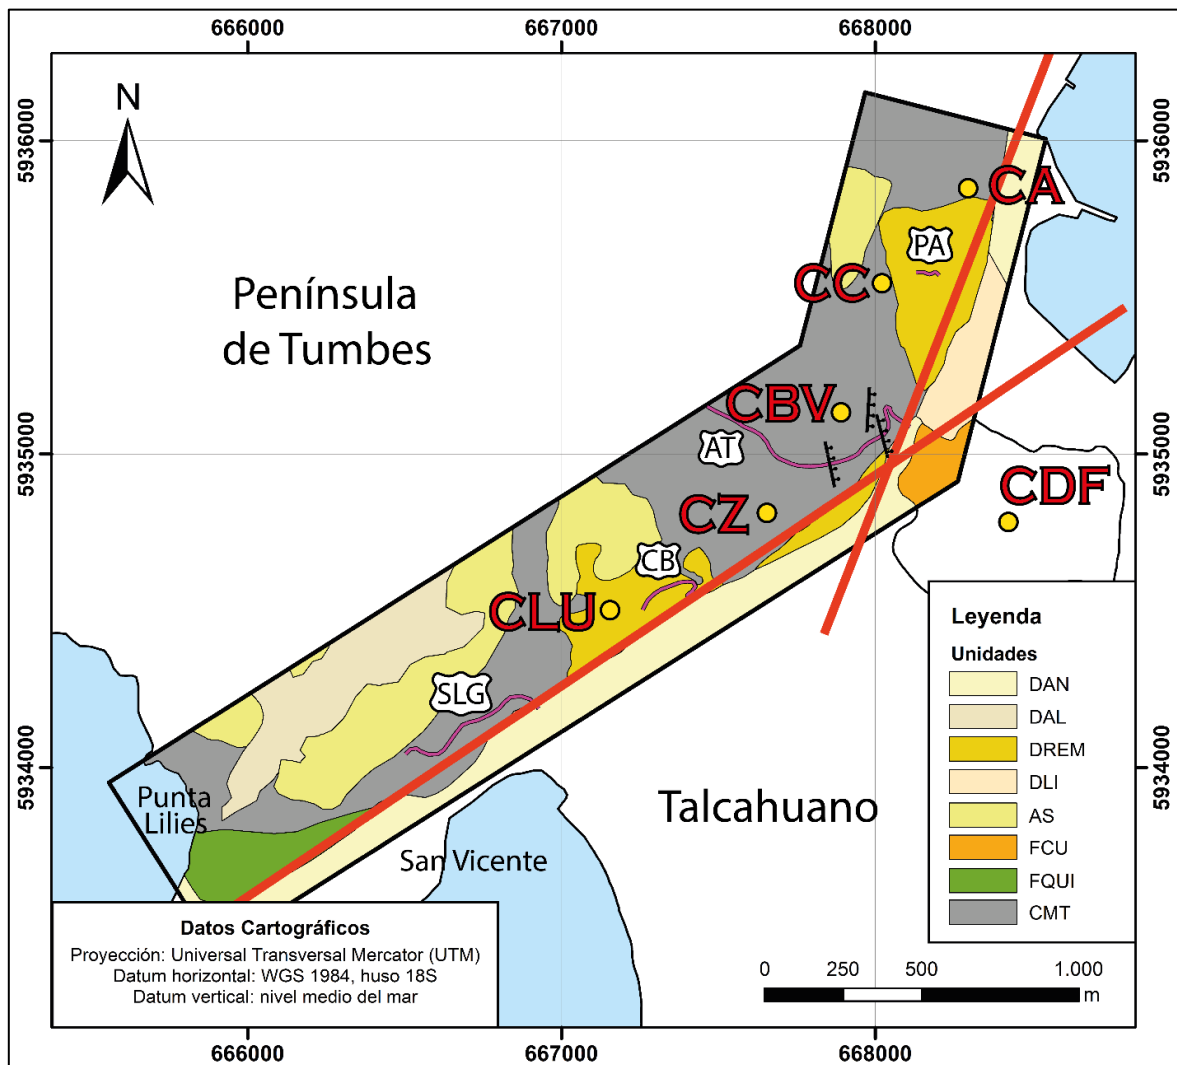 666000
667000
668000
N
5936000
5936000
CA
PA
Península
de Tumbes
CC
CBV
AT
5935000
5935000
CDF
CZ
CB
CLU
SLG
Leyenda
Unidades
DAN
DAL
DREM
DLI
AS
FCU
FQUI
CMT
5934000
5934000
Punta
Lilies
Talcahuano
San Vicente
Datos Cartográficos
Proyección: Universal Transversal Mercator (UTM)
Datum horizontal: WGS 1984, huso 18S
Datum vertical: nivel medio del mar
0 250 500 1.000
m
666000
667000
668000